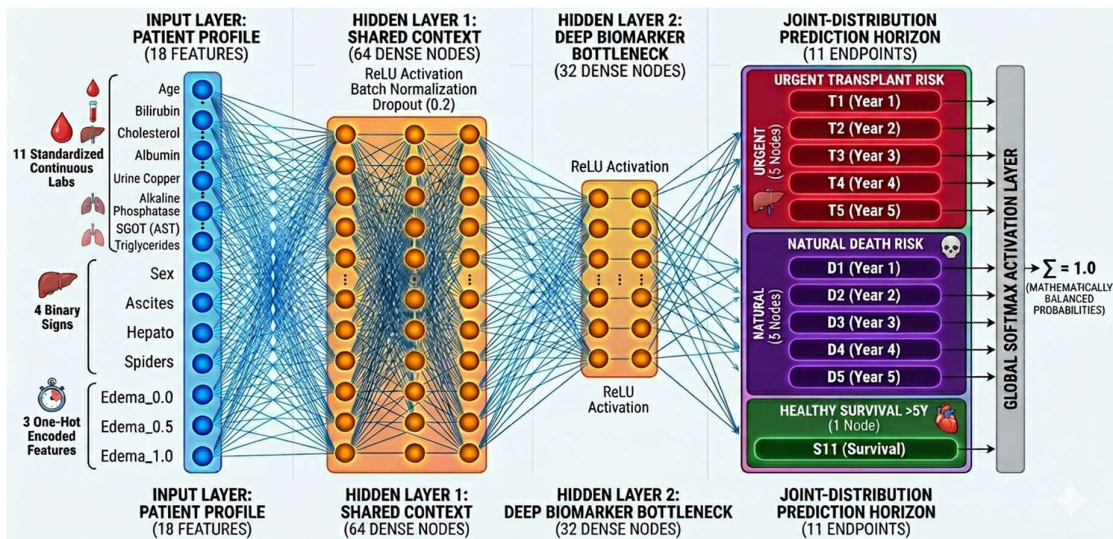 INPUT LAYER:
PATIENT PROFILE
(18 FEATURES)
HIDDEN LAYER 1:
SHARED CONTEXT
(64 DENSE NODES)
ReLU Activation
Batch Normalization
Dropout (0.2)
HIDDEN LAYER 2:
DEEP BIOMARKER
BOTTLENECK
(32 DENSE NODES)
JOINT-DISTRIBUTION
PREDICTION HORIZON
(11 ENDPOINTS)
11 Standardized
Continuous
Labs
Age
Bilirubin
Cholesterol
Albumin
Urine Copper
Alkaline
Phosphatase
SGOT (AST)
Triglycerides
4 Binary
Signs
Sex
Ascites
Hepato
Spiders
3 One-Hot
Encoded
Features
Edema_0.0
Edema_0.5
Edema_1.0
ReLU Activation
ReLU
Activation
URGENT TRANSPLANT RISK
URGENT
(5 Nodes)
T1 (Year 1)
T2 (Year 2)
T3 (Year 3)
T4 (Year 4)
T5 (Year 5)
NATURAL DEATH RISK
NATURAL
(5 Nodes)
D1 (Year 1)
D2 (Year 2)
D3 (Year 3)
D4 (Year 4)
D5 (Year 5)
HEALTHY SURVIVAL >5Y
(1 Node)
S11 (Survival)
GLOBAL SOFTMAX ACTIVATION LAYER
∑ = 1.0
(MATHEMATICALLY
BALANCED
PROBABILITIES)
INPUT LAYER:
PATIENT PROFILE
(18 FEATURES)
HIDDEN LAYER 1:
SHARED CONTEXT
(64 DENSE NODES)
HIDDEN LAYER 2:
DEEP BIOMARKER BOTTLENECK
(32 DENSE NODES)
JOINT-DISTRIBUTION
PREDICTION HORIZON
(11 ENDPOINTS)